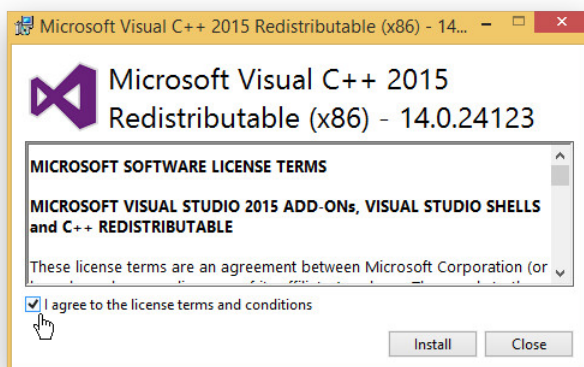 Microsoft Visual C++ 2015 Redistributable (x86) - 14...
Microsoft Visual C++ 2015
Redistributable (x86) - 14.0.24123
MICROSOFT SOFTWARE LICENSE TERMS
MICROSOFT VISUAL STUDIO 2015 ADD-ONs, VISUAL STUDIO SHELLS
and C++ REDISTRIBUTABLE
These license terms are an agreement between Microsoft Corporation (or
I agree to the license terms and conditions
Install
Close